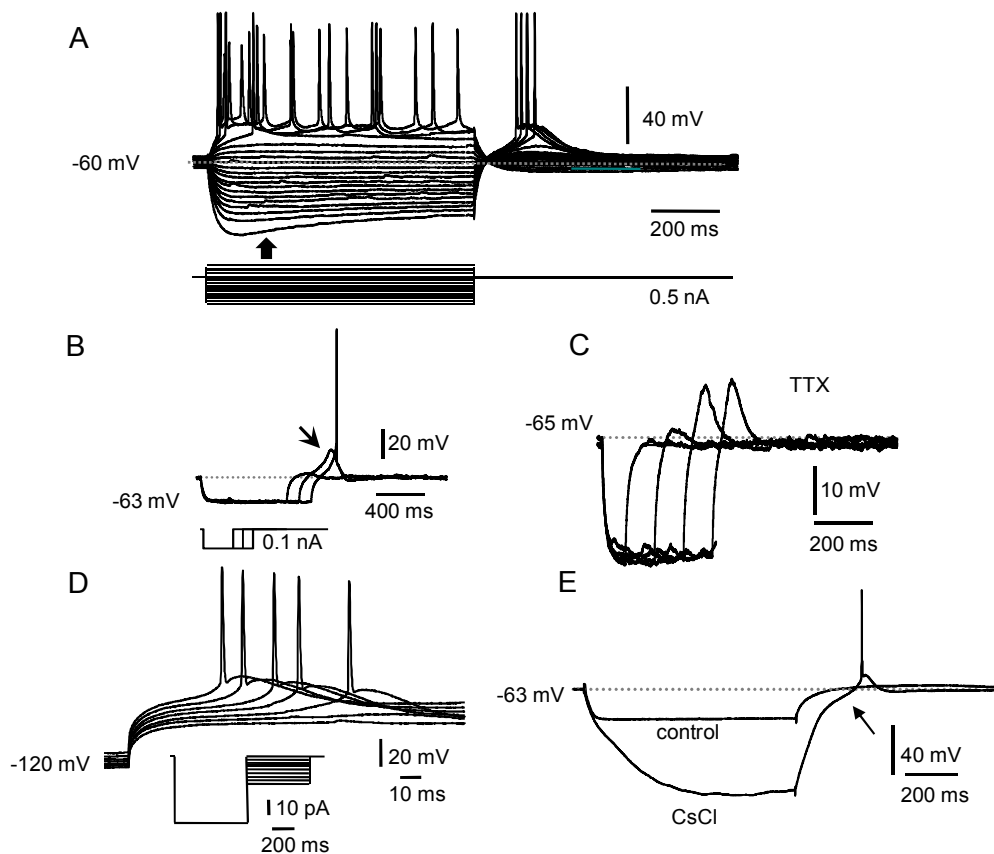 A
40 mV
-60 mV
200 ms
0.5 nA
B
20 mV
-63 mV
400 ms
0.1 nA
C
TTX
-65 mV
10 mV
200 ms
D
-120 mV
20 mV
10 ms
10 pA
200 ms
E
-63 mV
control
40 mV
200 ms
CsCl